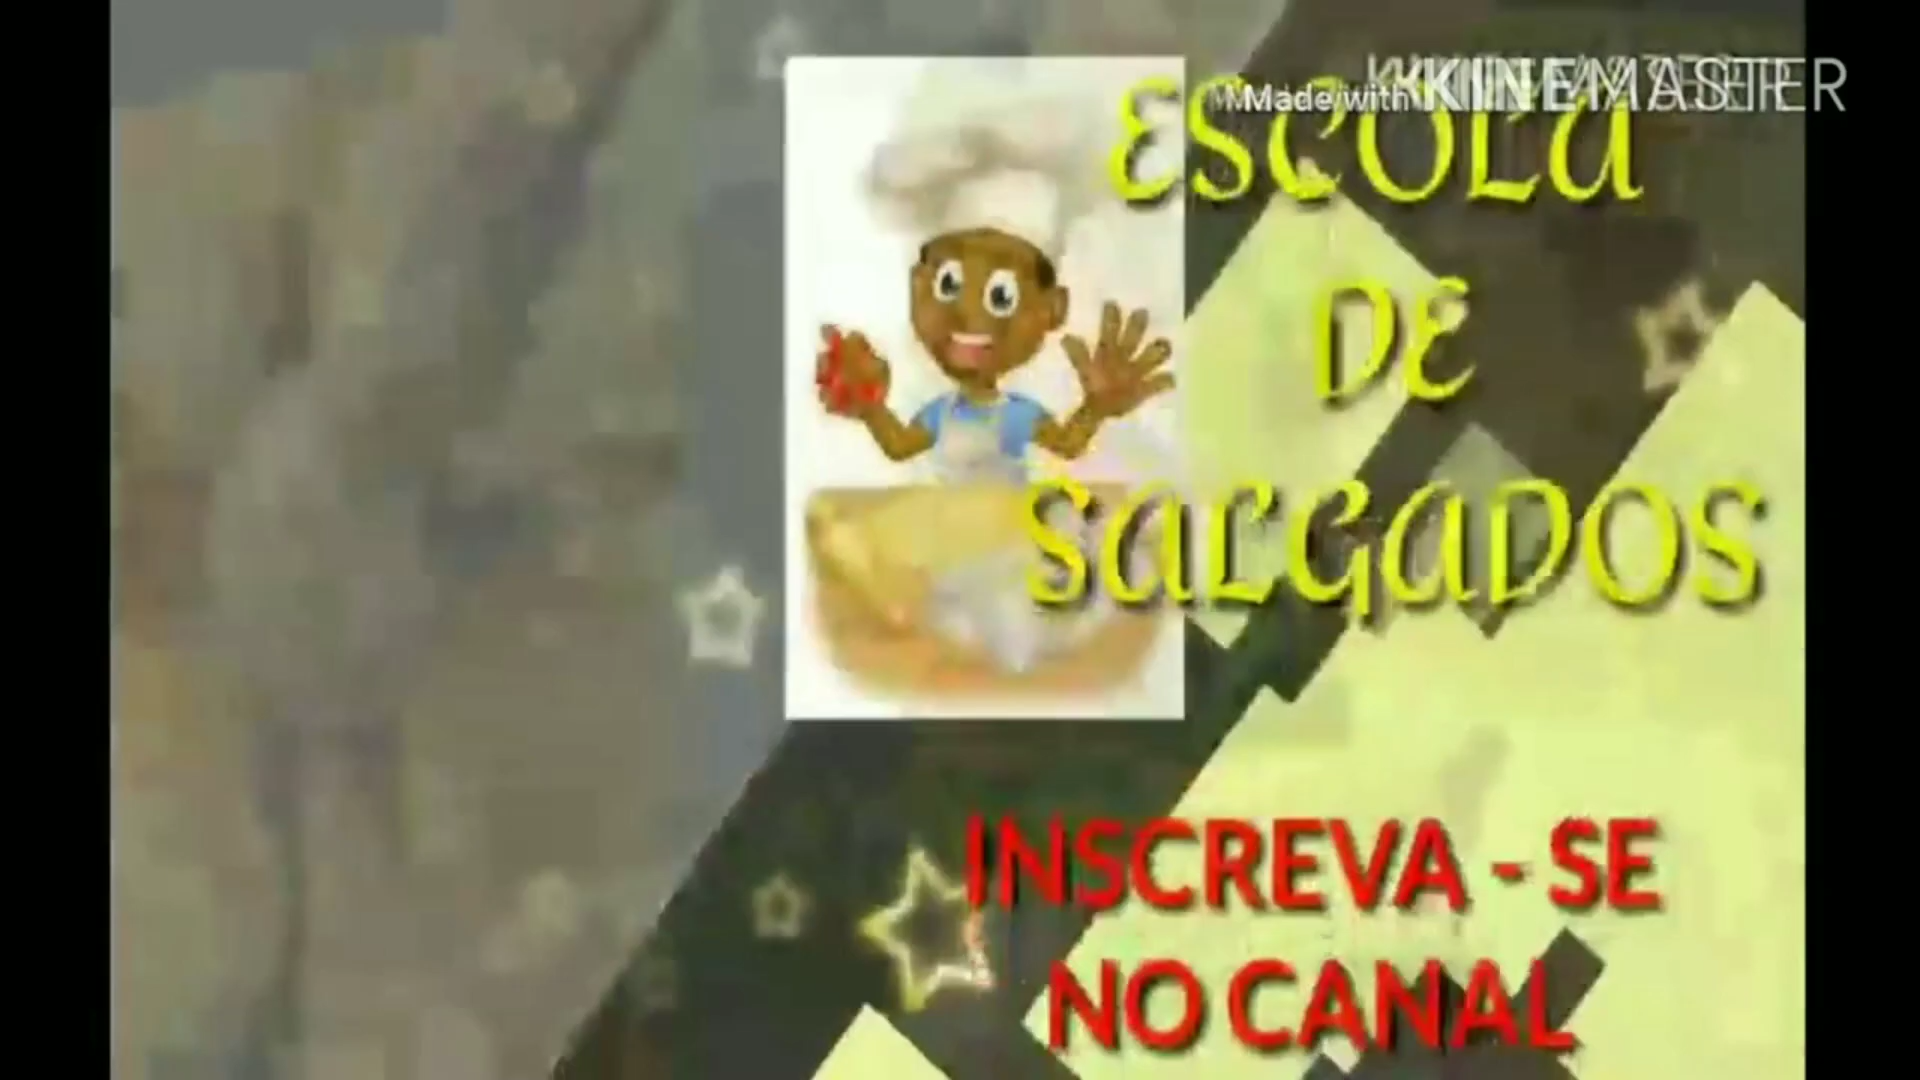 Made with KINEMASTER
ESCOLA
DE
SALGADOS
INSCREVA - SE
NO CANAL